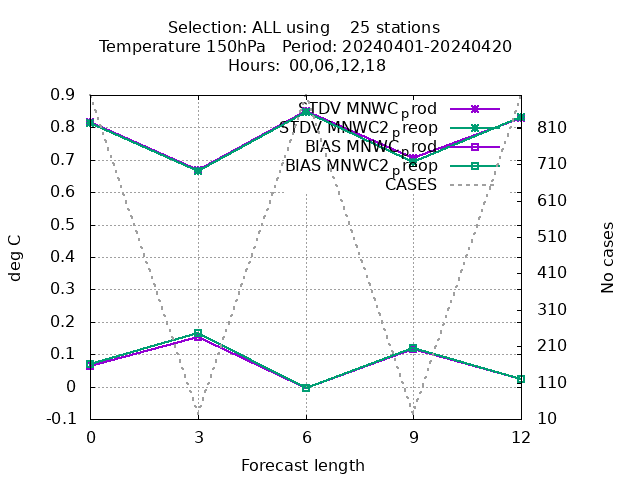 Selection: ALL using    25 stations
Temperature 150hPa   Period: 20240401-20240420
Hours: 00,06,12,18
STDV MNWC_prod
STDV MNWC2_preop
BIAS MNWC_prod
BIAS MNWC2_preop
CASES
deg C
0.9
0.8
0.7
0.6
0.5
0.4
0.3
0.2
0.1
0
-0.1
810
710
610
510
410
310
210
110
10
No cases
0 3 6 9 12
Forecast length